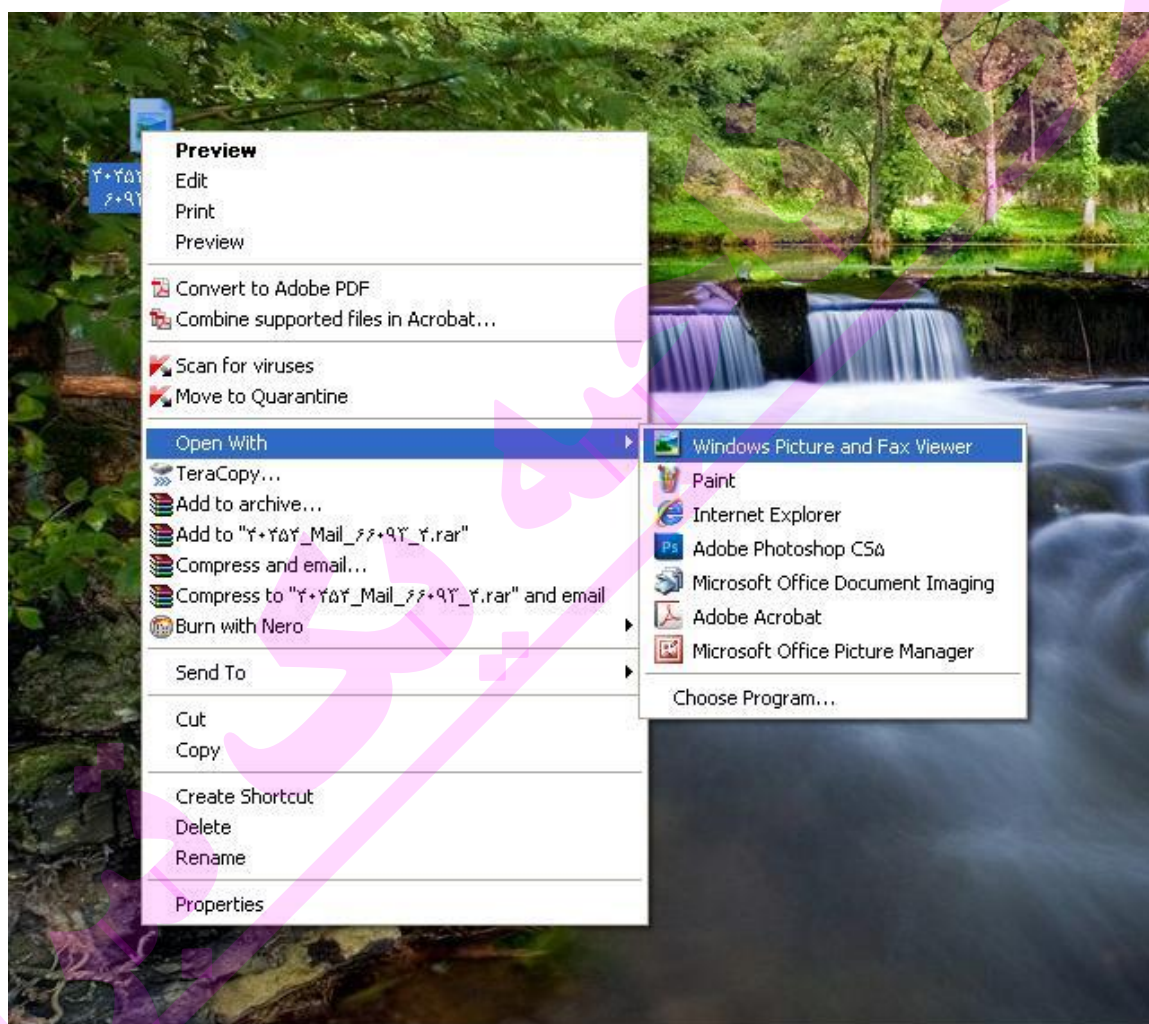 Preview
Edit
Print
Preview
Convert to Adobe PDF
Combine supported files in Acrobat...
Scan for viruses
Move to Quarantine
Open With
TeraCopy...
Add to archive...
Add to "۲۰۴۵۴_Mail_۶۶۰۹۳_۴.rar"
Compress and email...
Compress to "۲۰۴۵۴_Mail_۶۶۰۹۳_۴.rar" and email
Burn with Nero
Send To
Cut
Copy
Create Shortcut
Delete
Rename
Properties
Windows Picture and Fax Viewer
Paint
Internet Explorer
Adobe Photoshop CS۵
Microsoft Office Document Imaging
Adobe Acrobat
Microsoft Office Picture Manager
Choose Program...